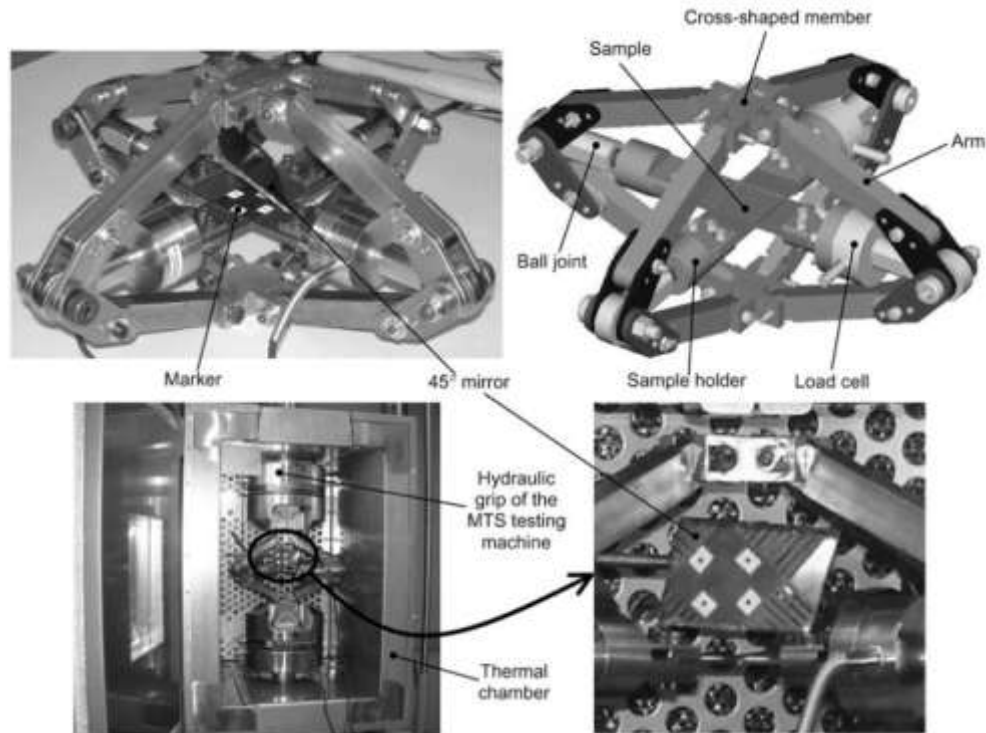 Cross-shaped member
Sample
Arm
Ball joint
Marker
45º mirror
Sample holder
Load cell
Hydraulic
grip of the
MTS testing
machine
Thermal
chamber